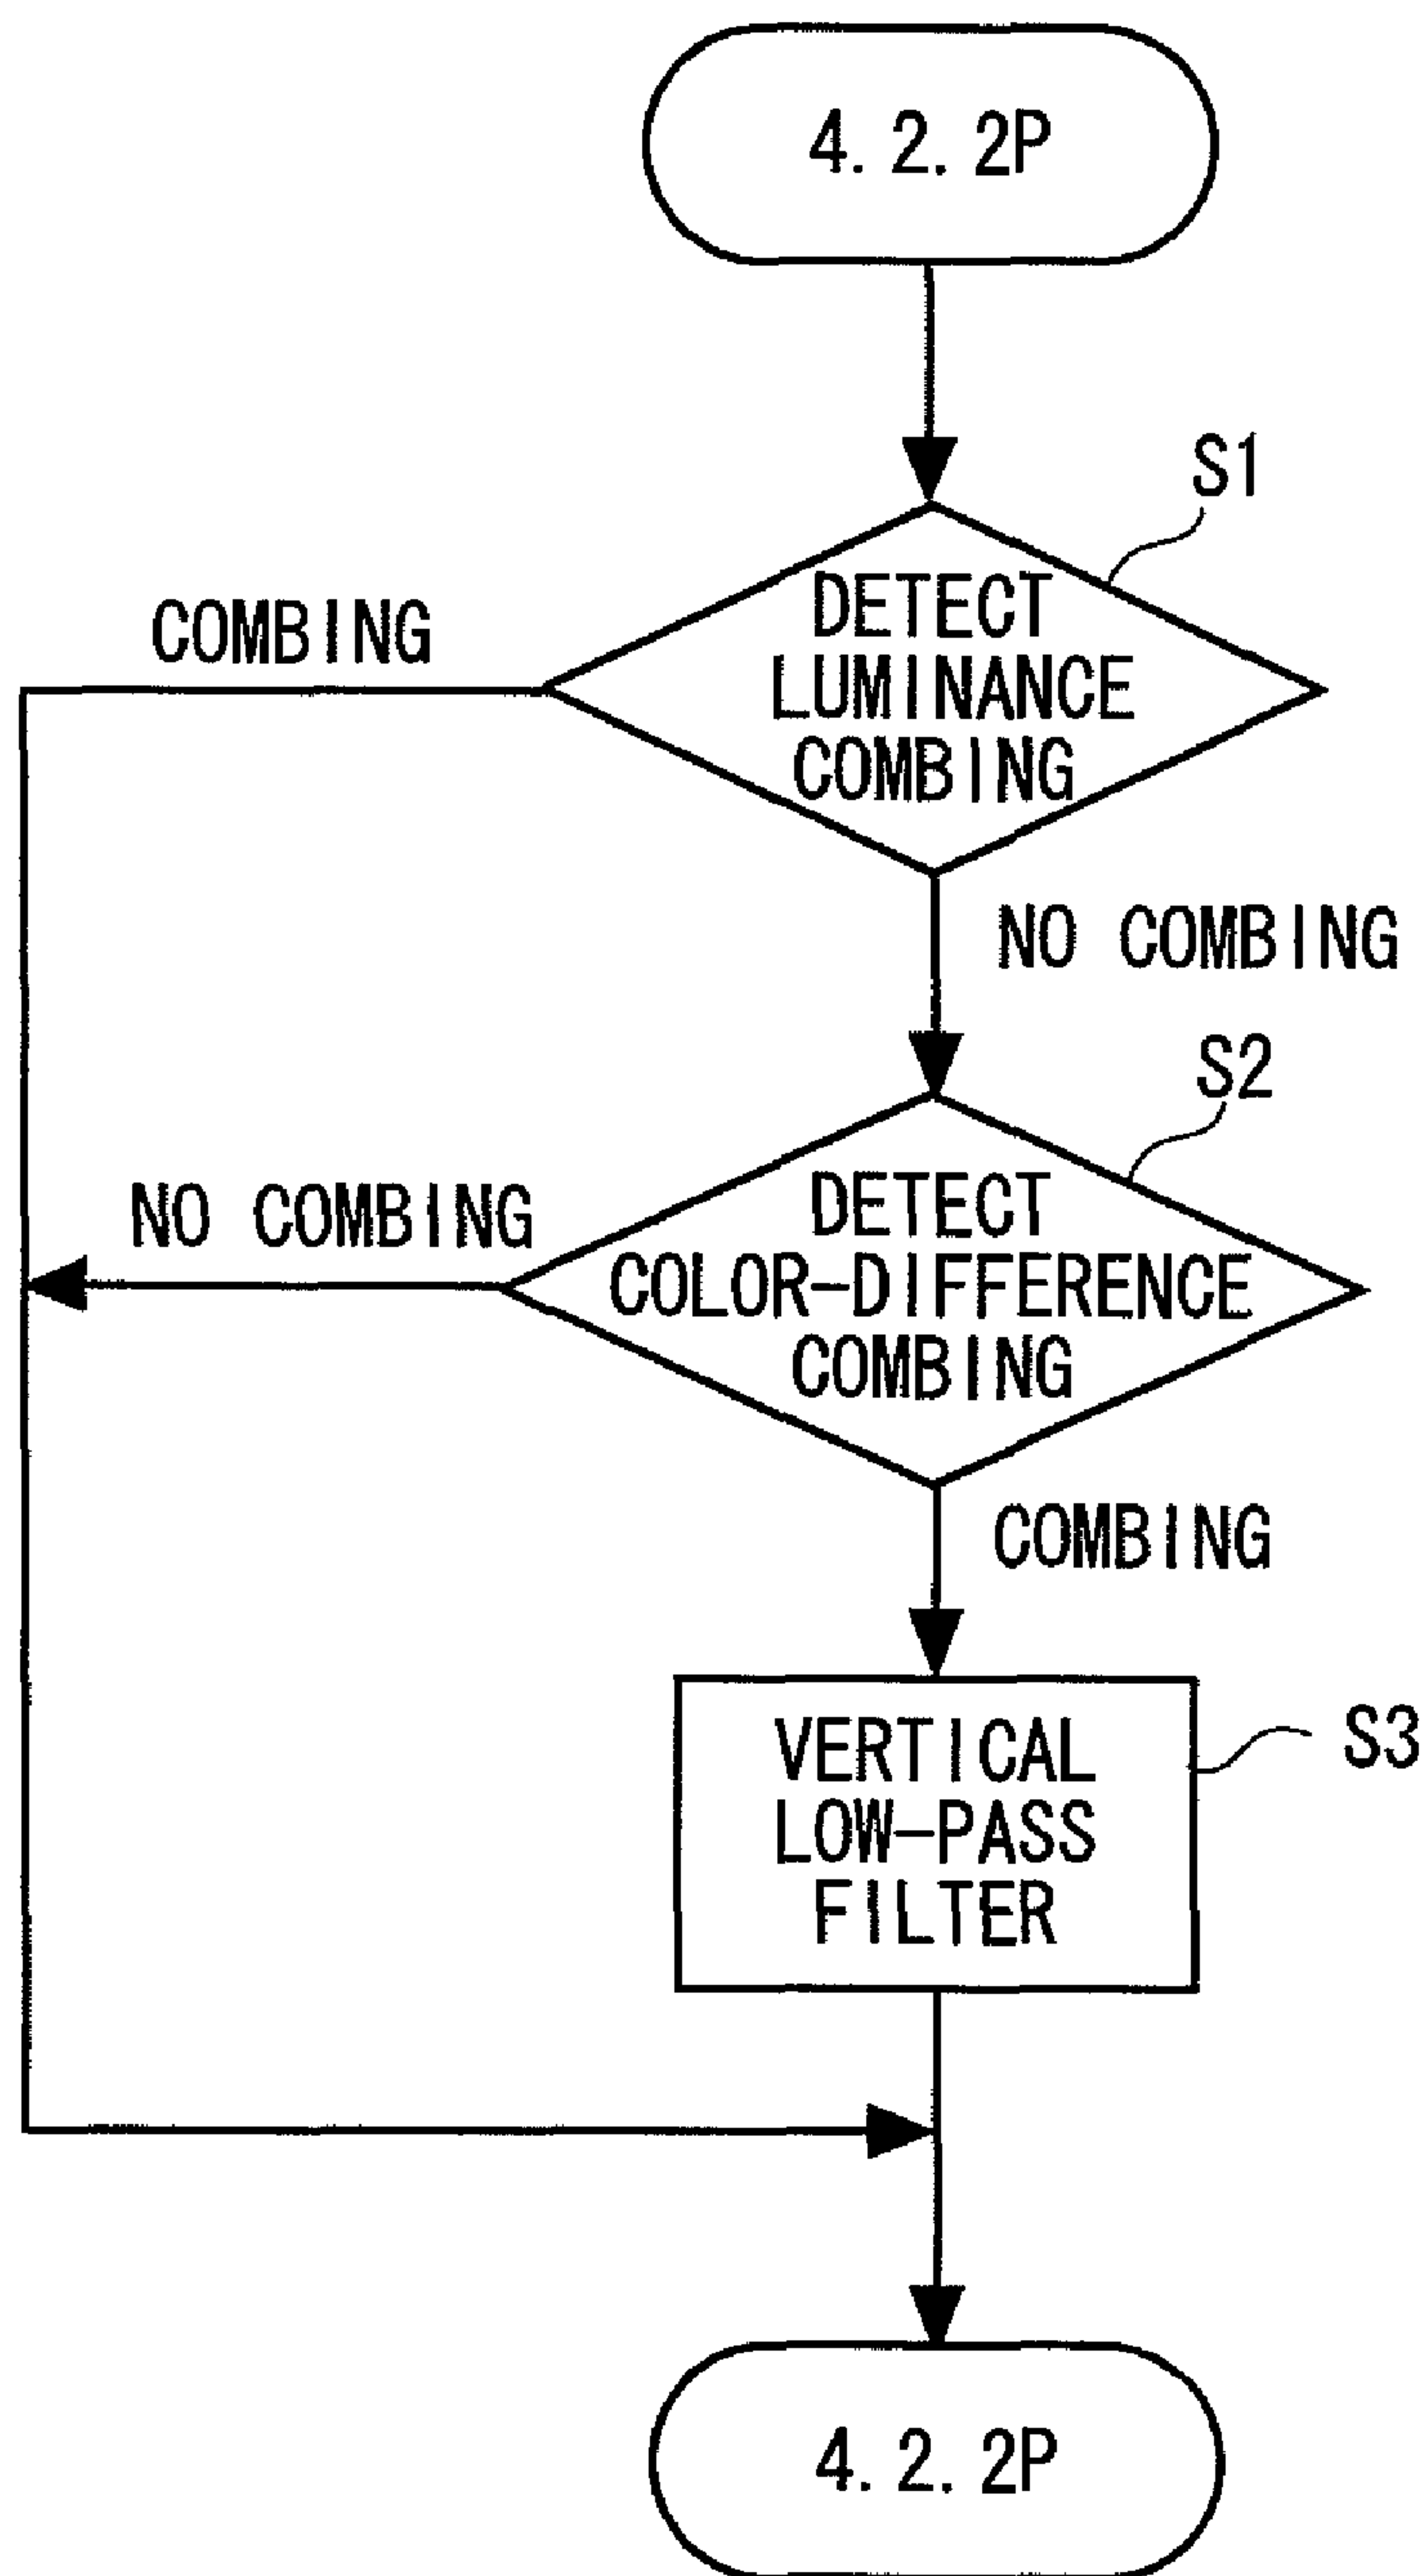 4.2.2P
S1
DETECT
LUMINANCE
COMBING
COMBING
NO COMBING
S2
DETECT
COLOR-DIFFERENCE
COMBING
NO COMBING
COMBING
VERTICAL
LOW-PASS
FILTER
S3
4.2.2P